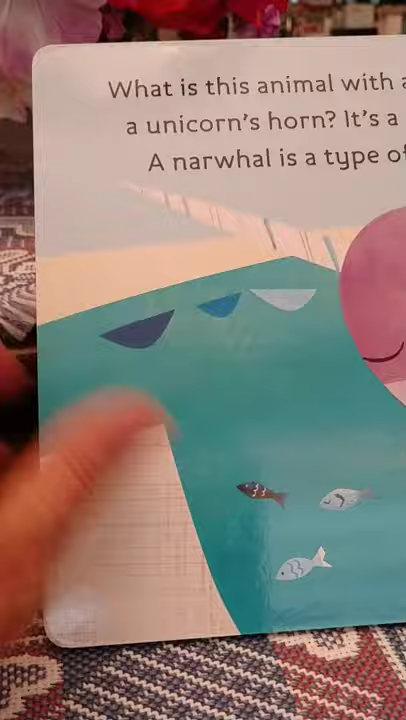 What is this animal with a
a unicorn's horn? It's a
A narwhal is a type of